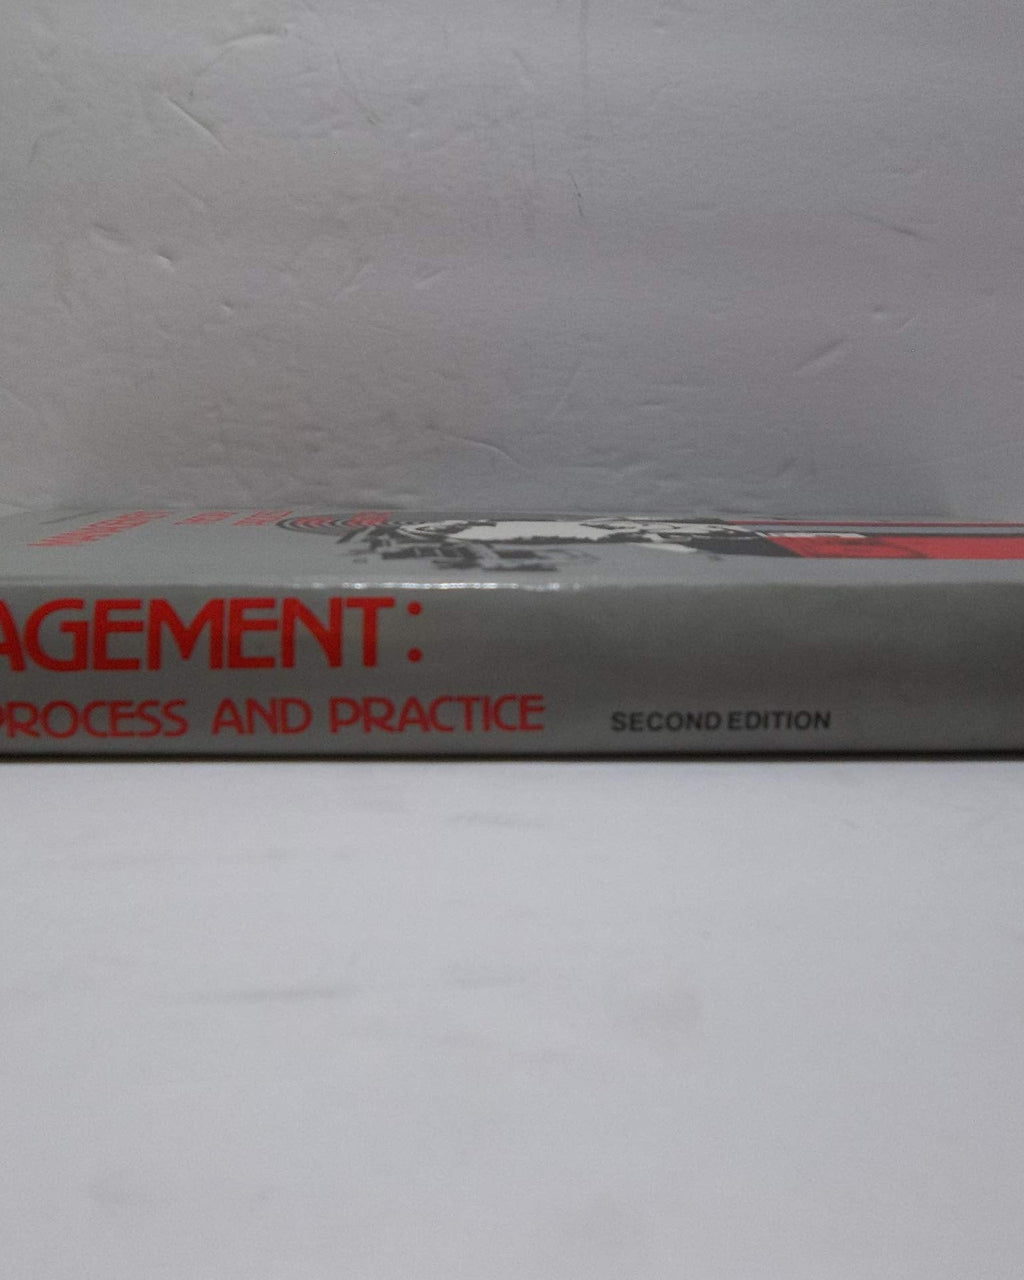 AGEMENT:
PROCESS AND PRACTICE
SECOND EDITION